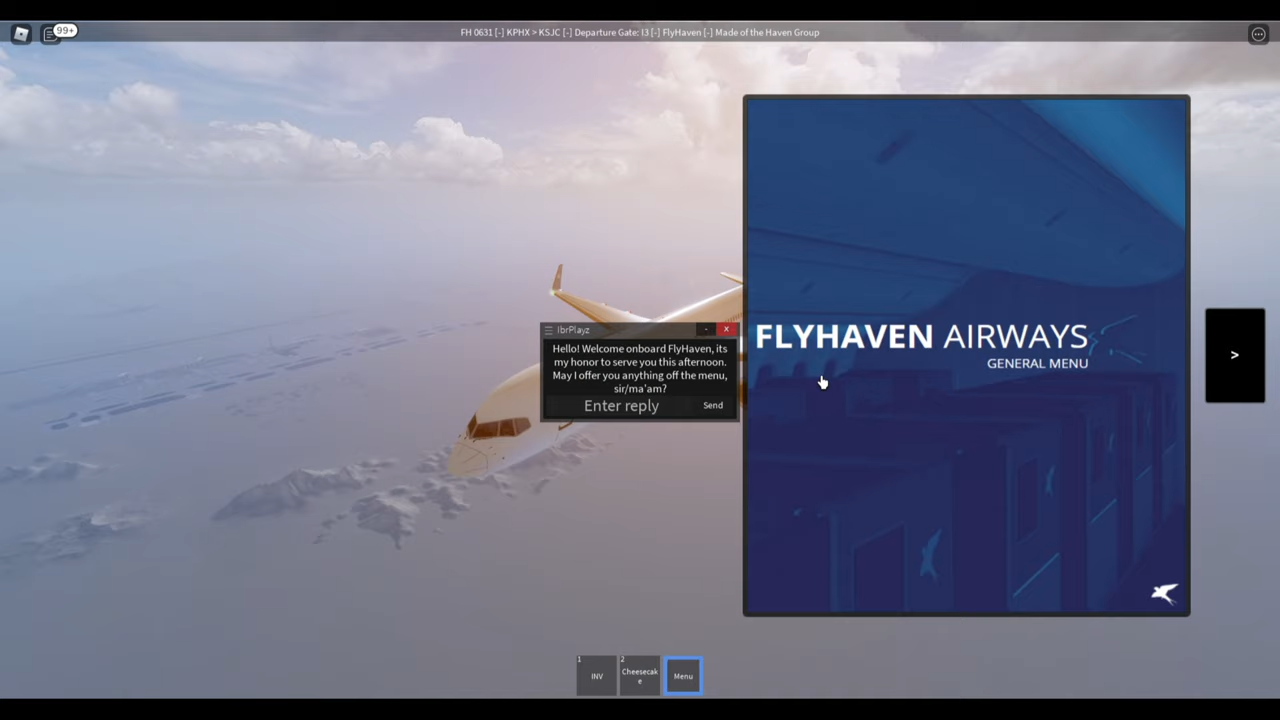 99+
FH 0631 [-] KPHX > KSJC [-] Departure Gate: I3 [-] FlyHaven [-] Made of the Haven Group
FLYHAVEN AIRWAYS
GENERAL MENU
>
IbrPlayz
-
x
Hello! Welcome onboard FlyHaven, its
my honor to serve you this afternoon.
May I offer you anything off the menu,
sir/ma'am?
Enter reply
Send
1
INV
2
Cheesecak
e
Menu